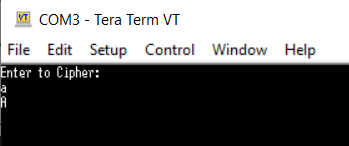 COM3 - Tera Term VT
File Edit Setup Control Window Help
Enter to Cipher:
a
A